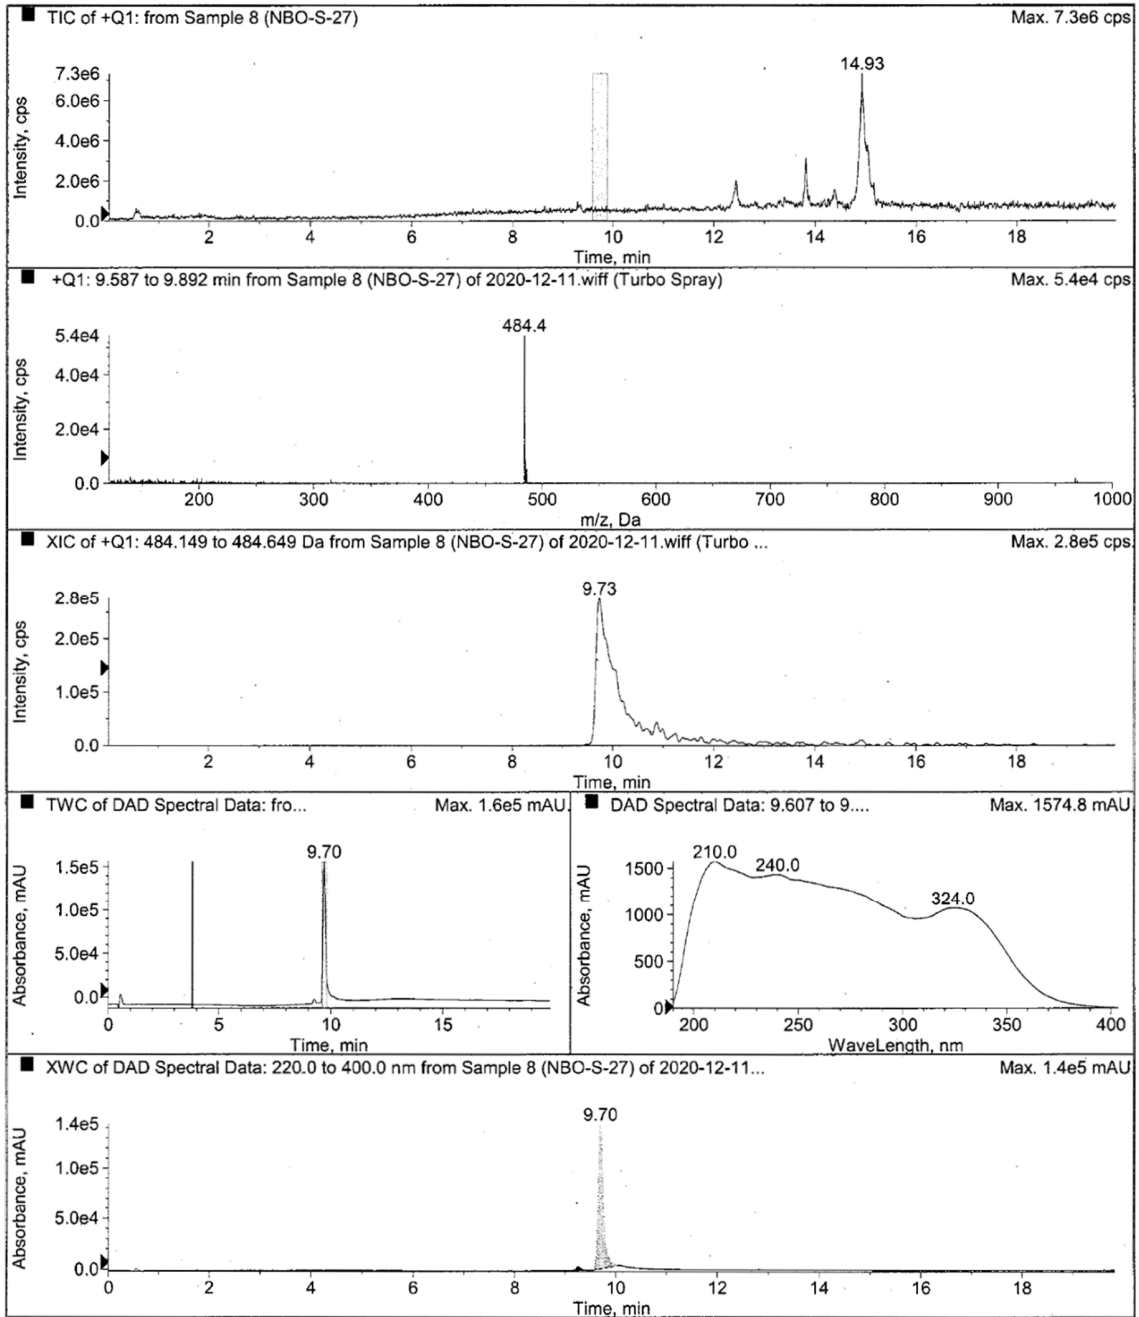 TIC of +Q1: from Sample 8 (NBO-S-27) Max. 7.3e6 cps
14.93
7.3e6
6.0e6
4.0e6
2.0e6
0.0
Intensity, cps
2 4 6 8 10 12 14 16 18
Time, min
+Q1: 9.587 to 9.892 min from Sample 8 (NBO-S-27) of 2020-12-11.wiff (Turbo Spray) Max. 5.4e4 cps
484.4
5.4e4
4.0e4
2.0e4
0.0
Intensity, cps
200 300 400 500 600 700 800 900 1000
m/z, Da
XIC of +Q1: 484.149 to 484.649 Da from Sample 8 (NBO-S-27) of 2020-12-11.wiff (Turbo ... Max. 2.8e5 cps
9.73
2.8e5
2.0e5
1.0e5
0.0
Intensity, cps
2 4 6 8 10 12 14 16 18
Time, min
TWC of DAD Spectral Data: fro... Max. 1.6e5 mAU
9.70
1.5e5
1.0e5
5.0e4
0.0
Absorbance, mAU
0 5 10 15
Time, min
DAD Spectral Data: 9.607 to 9.... Max. 1574.8 mAU
210.0
240.0
324.0
1500
1000
500
0
Absorbance, mAU
200 250 300 350 400
WaveLength, nm
XWC of DAD Spectral Data: 220.0 to 400.0 nm from Sample 8 (NBO-S-27) of 2020-12-11... Max. 1.4e5 mAU
9.70
1.4e5
1.0e5
5.0e4
0.0
Absorbance, mAU
0 2 4 6 8 10 12 14 16 18
Time, min